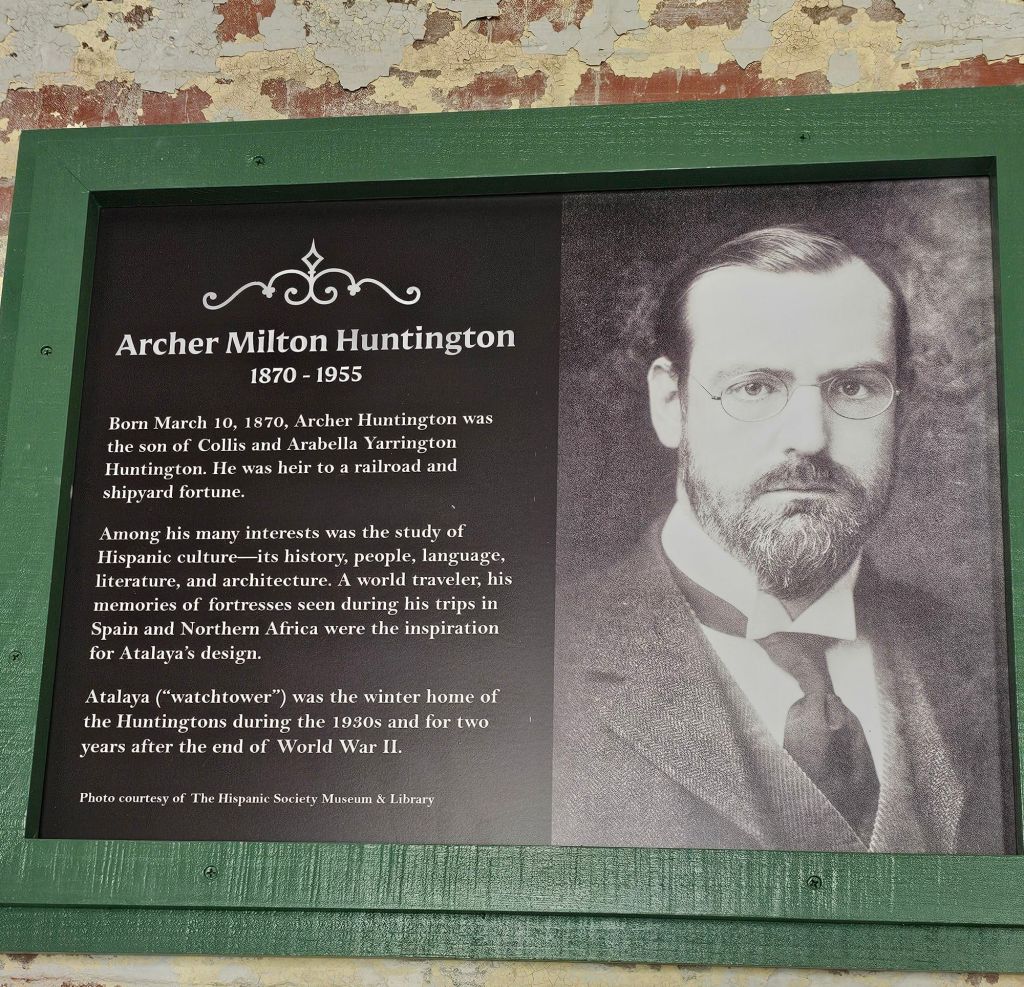 Archer Milton Huntington
1870 - 1955
Born March 10, 1870, Archer Huntington was
the son of Collis and Arabella Yarrington
Huntington. He was heir to a railroad and
shipyard fortune.
Among his many interests was the study of
Hispanic culture—its history, people, language,
literature, and architecture. A world traveler, his
memories of fortresses seen during his trips in
Spain and Northern Africa were the inspiration
for Atalaya's design.
Atalaya (“watchtower”) was the winter home of
the Huntingtons during the 1930s and for two
years after the end of World War II.
Photo courtesy of The Hispanic Society Museum & Library